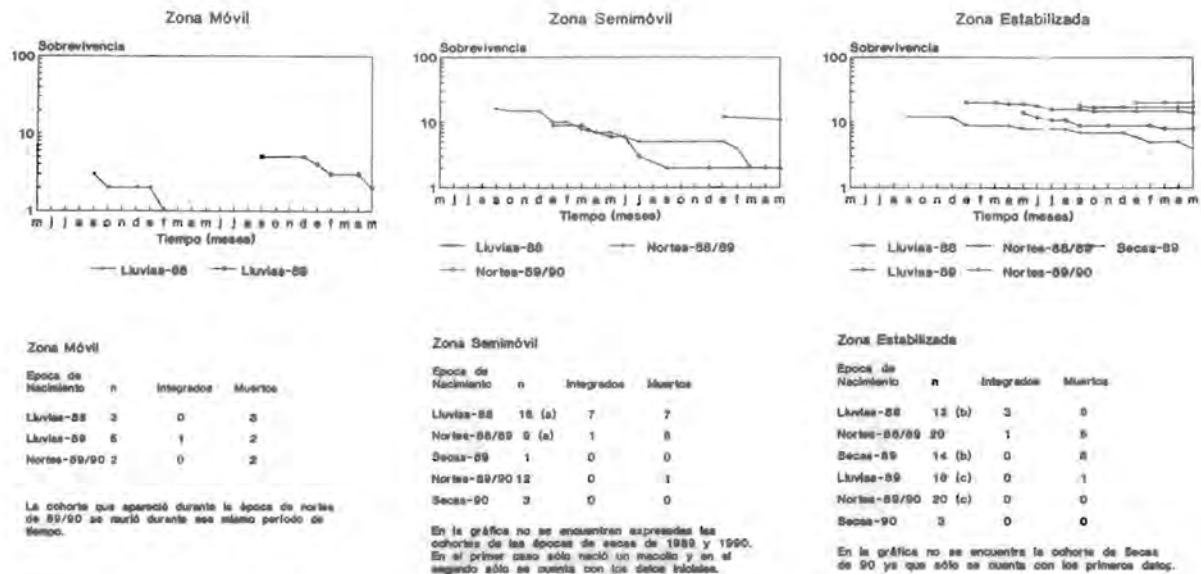 Zona Móvil
Sobrevivencia
100
10
1
m j j a s o n d e f m a m j j a s o n d e f m a m
Tiempo (meses)
Lluvias-88 Lluvias-89
Zona Semimóvil
Sobrevivencia
100
10
1
m j j a s o n d e f m a m j j a s o n d e f m a m
Tiempo (meses)
Lluvias-88 Nortes-88/89
Nortes-89/90
Zona Estabilizada
Sobrevivencia
100
10
1
m j j a s o n d e f m a m j j a s o n d e f m a m
Tiempo (meses)
Lluvias-88 Nortes-88/89 Secas-89
Lluvias-89 Nortes-89/90
Zona Móvil
Epoca de
Nacimiento n Integrados Muertos
Lluvias-88 3 0 3
Lluvias-89 5 1 2
Nortes-89/90 2 0 2
La cohorte que apareció durante la época de nortes
de 89/90 se murió durante ese mismo período de
tiempo.
Zona Semimóvil
Epoca de
Nacimiento n Integrados Muertos
Lluvias-88 16 (a) 7 7
Nortes-88/89 9 (a) 1 
Secas-89 1 0 0
Nortes-89/90 12 0 1
Secas-90 3 0 0
En la gráfica no se encuentran expresadas las
cohortes de las épocas de secas de 1989 y 1990.
En el primer caso sólo nació un macollo y en el
segundo sólo se cuenta con los datos iniciales.
Zona Estabilizada
Epoca de
Nacimiento n Integrados Muertos
Lluvias-88 (b) 3
Nortes-88/89 20 1
Secas-89 14 (b) 0
Lluvias-89 (c) 0 1
Nortes-89/90 20 (c) 0 0
Secas-90 3 0 0
En la gráfica no se encuentra la cohorte de Secas
de 90 ya que sólo se cuenta con los primeros datos.